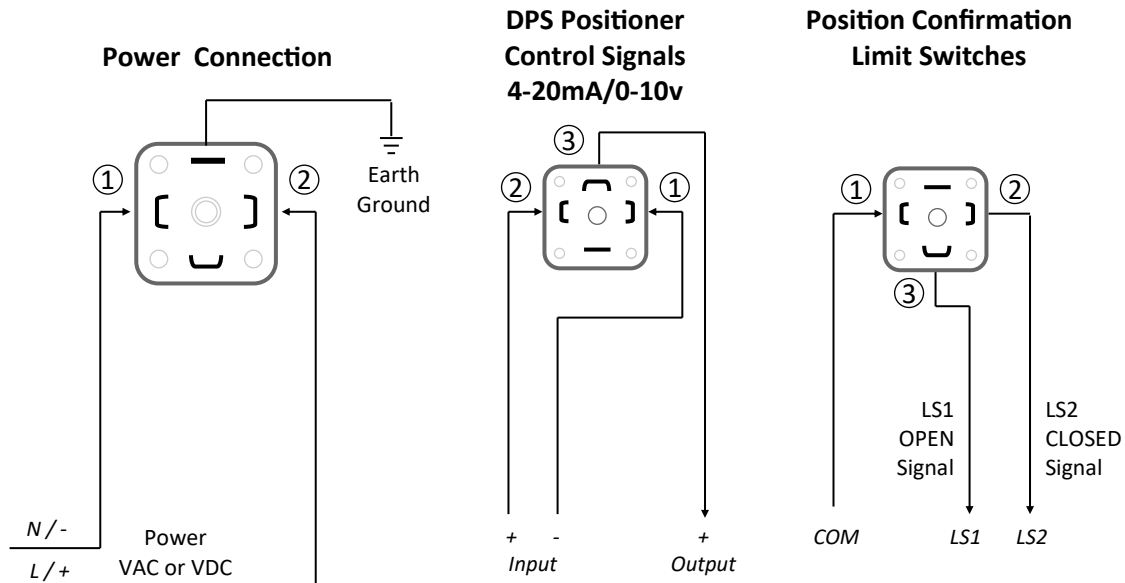 Power  Connection
1
2
Earth
Ground
N / -
L / +
Power
VAC or VDC
DPS Positioner
Control Signals
4-20mA/0-10v
3
2
1
+
-
Input
+
Output
Position Confirmation
Limit Switches
1
2
3
LS1
OPEN
Signal
LS2
CLOSED
Signal
COM
LS1
LS2